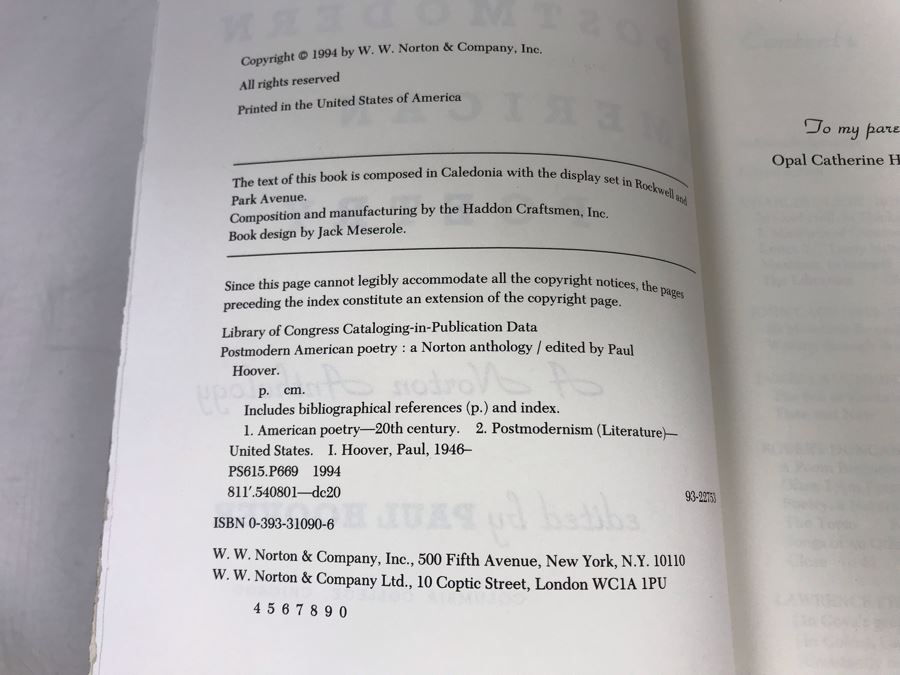 Copyright © 1994 by W. W. Norton & Company, Inc.
All rights reserved
Printed in the United States of America
The text of this book is composed in Caledonia with the display set in Rockwell and
Park Avenue.
Composition and manufacturing by the Haddon Craftsmen, Inc.
Book design by Jack Meserole.
Since this page cannot legibly accommodate all the copyright notices, the pages
preceding the index constitute an extension of the copyright page.
Library of Congress Cataloging-in-Publication Data
Postmodern American poetry : a Norton anthology / edited by Paul
Hoover.
p. cm.
Includes bibliographical references (p.) and index.
1. American poetry—20th century. 2. Postmodernism (Literature)—
United States. I. Hoover, Paul, 1946–
PS615.P669 1994
811'.540801—dc20
93-22753
ISBN 0-393-31090-6
W. W. Norton & Company, Inc., 500 Fifth Avenue, New York, N.Y. 10110
W. W. Norton & Company Ltd., 10 Coptic Street, London WC1A 1PU
4 5 6 7 8 9 0
To my pare
Opal Catherine H